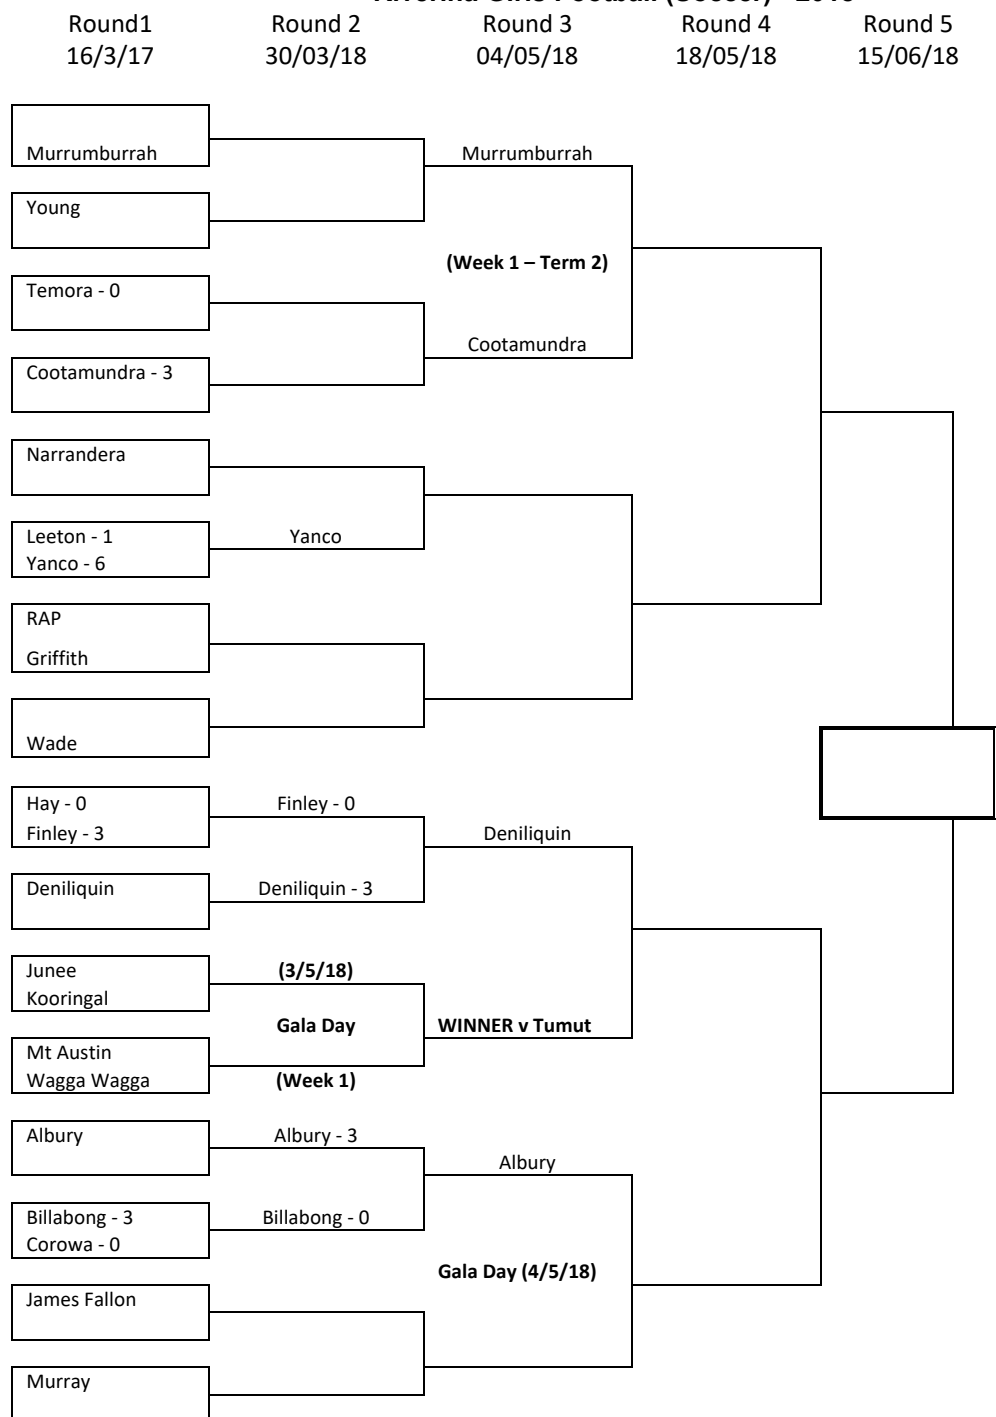 Round1 Round 2 Round 3 Round 4 Round 5
16/3/17 30/03/18 04/05/18 18/05/18 15/06/18
Murrumburrah Murrumburrah
Young
(Week 1 – Term 2)
Temora - 0
Cootamundra
Cootamundra - 3
Narrandera
Leeton - 1 Yanco
Yanco - 6
RAP
Griffith
Wade
Hay - 0 Finley - 0
Finley - 3 Deniliquin
Deniliquin Deniliquin - 3
Junee (3/5/18)
Kooringal
Gala Day WINNER v Tumut
Mt Austin
Wagga Wagga (Week 1)
Albury Albury - 3
Albury
Billabong - 3 Billabong - 0
Corowa - 0
Gala Day (4/5/18)
James Fallon
Murray